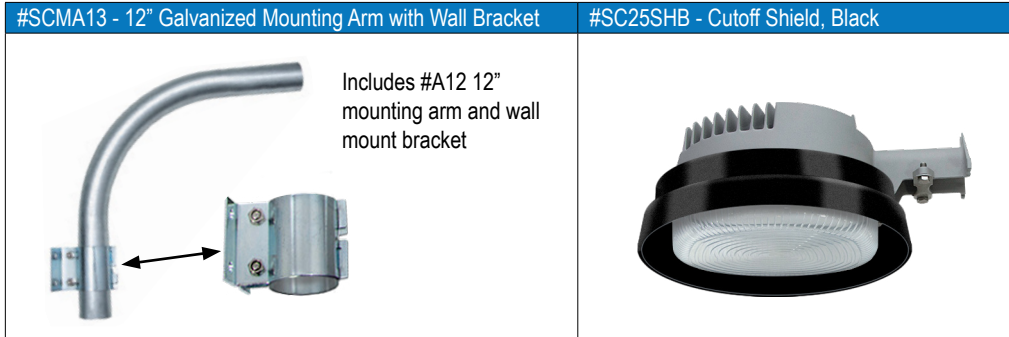 #SCMA13 - 12” Galvanized Mounting Arm with Wall Bracket
#SC25SHB - Cutoff Shield, Black
Includes #A12 12”
mounting arm and wall
mount bracket